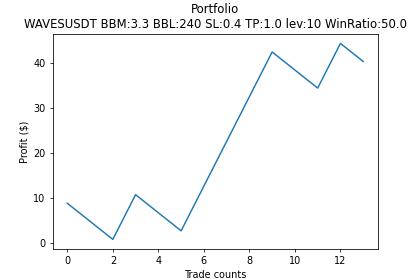 Portfolio
WAVESUSDT BBM:3.3 BBL:240 SL:0.4 TP:1.0 lev:10 WinRatio:50.0
40
30
20
10
0
Profit ($)
0 2 4 6 8 10 12
Trade counts